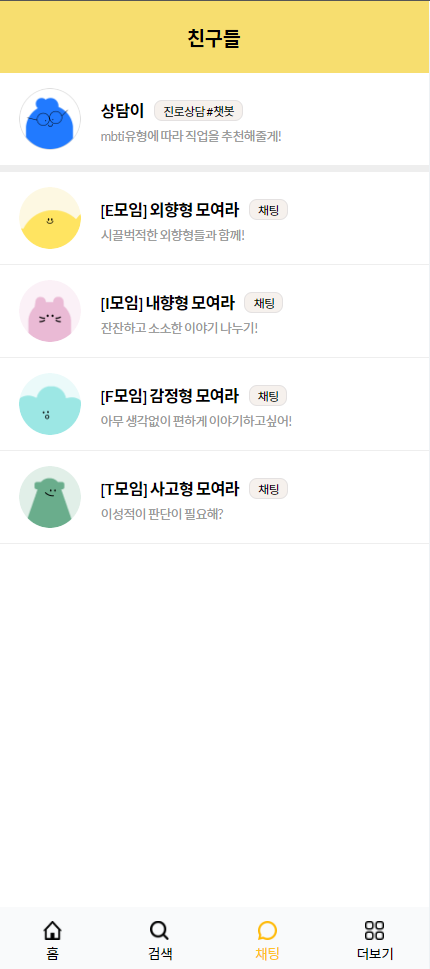 친구들
상담이 진로상담#챗봇
mbti유형에 따라 직업을 추천해줄게!
[E모임] 외향형 모여라 채팅
시끌벅적한 외향형들과 함께!
[I모임] 내향형 모여라 채팅
잔잔하고 소소한 이야기 나누기!
[F모임] 감정형 모여라 채팅
아무 생각없이 편하게 이야기하고싶어!
[T모임] 사고형 모여라 채팅
이성적이 판단이 필요해?
홈 검색 채팅 더보기